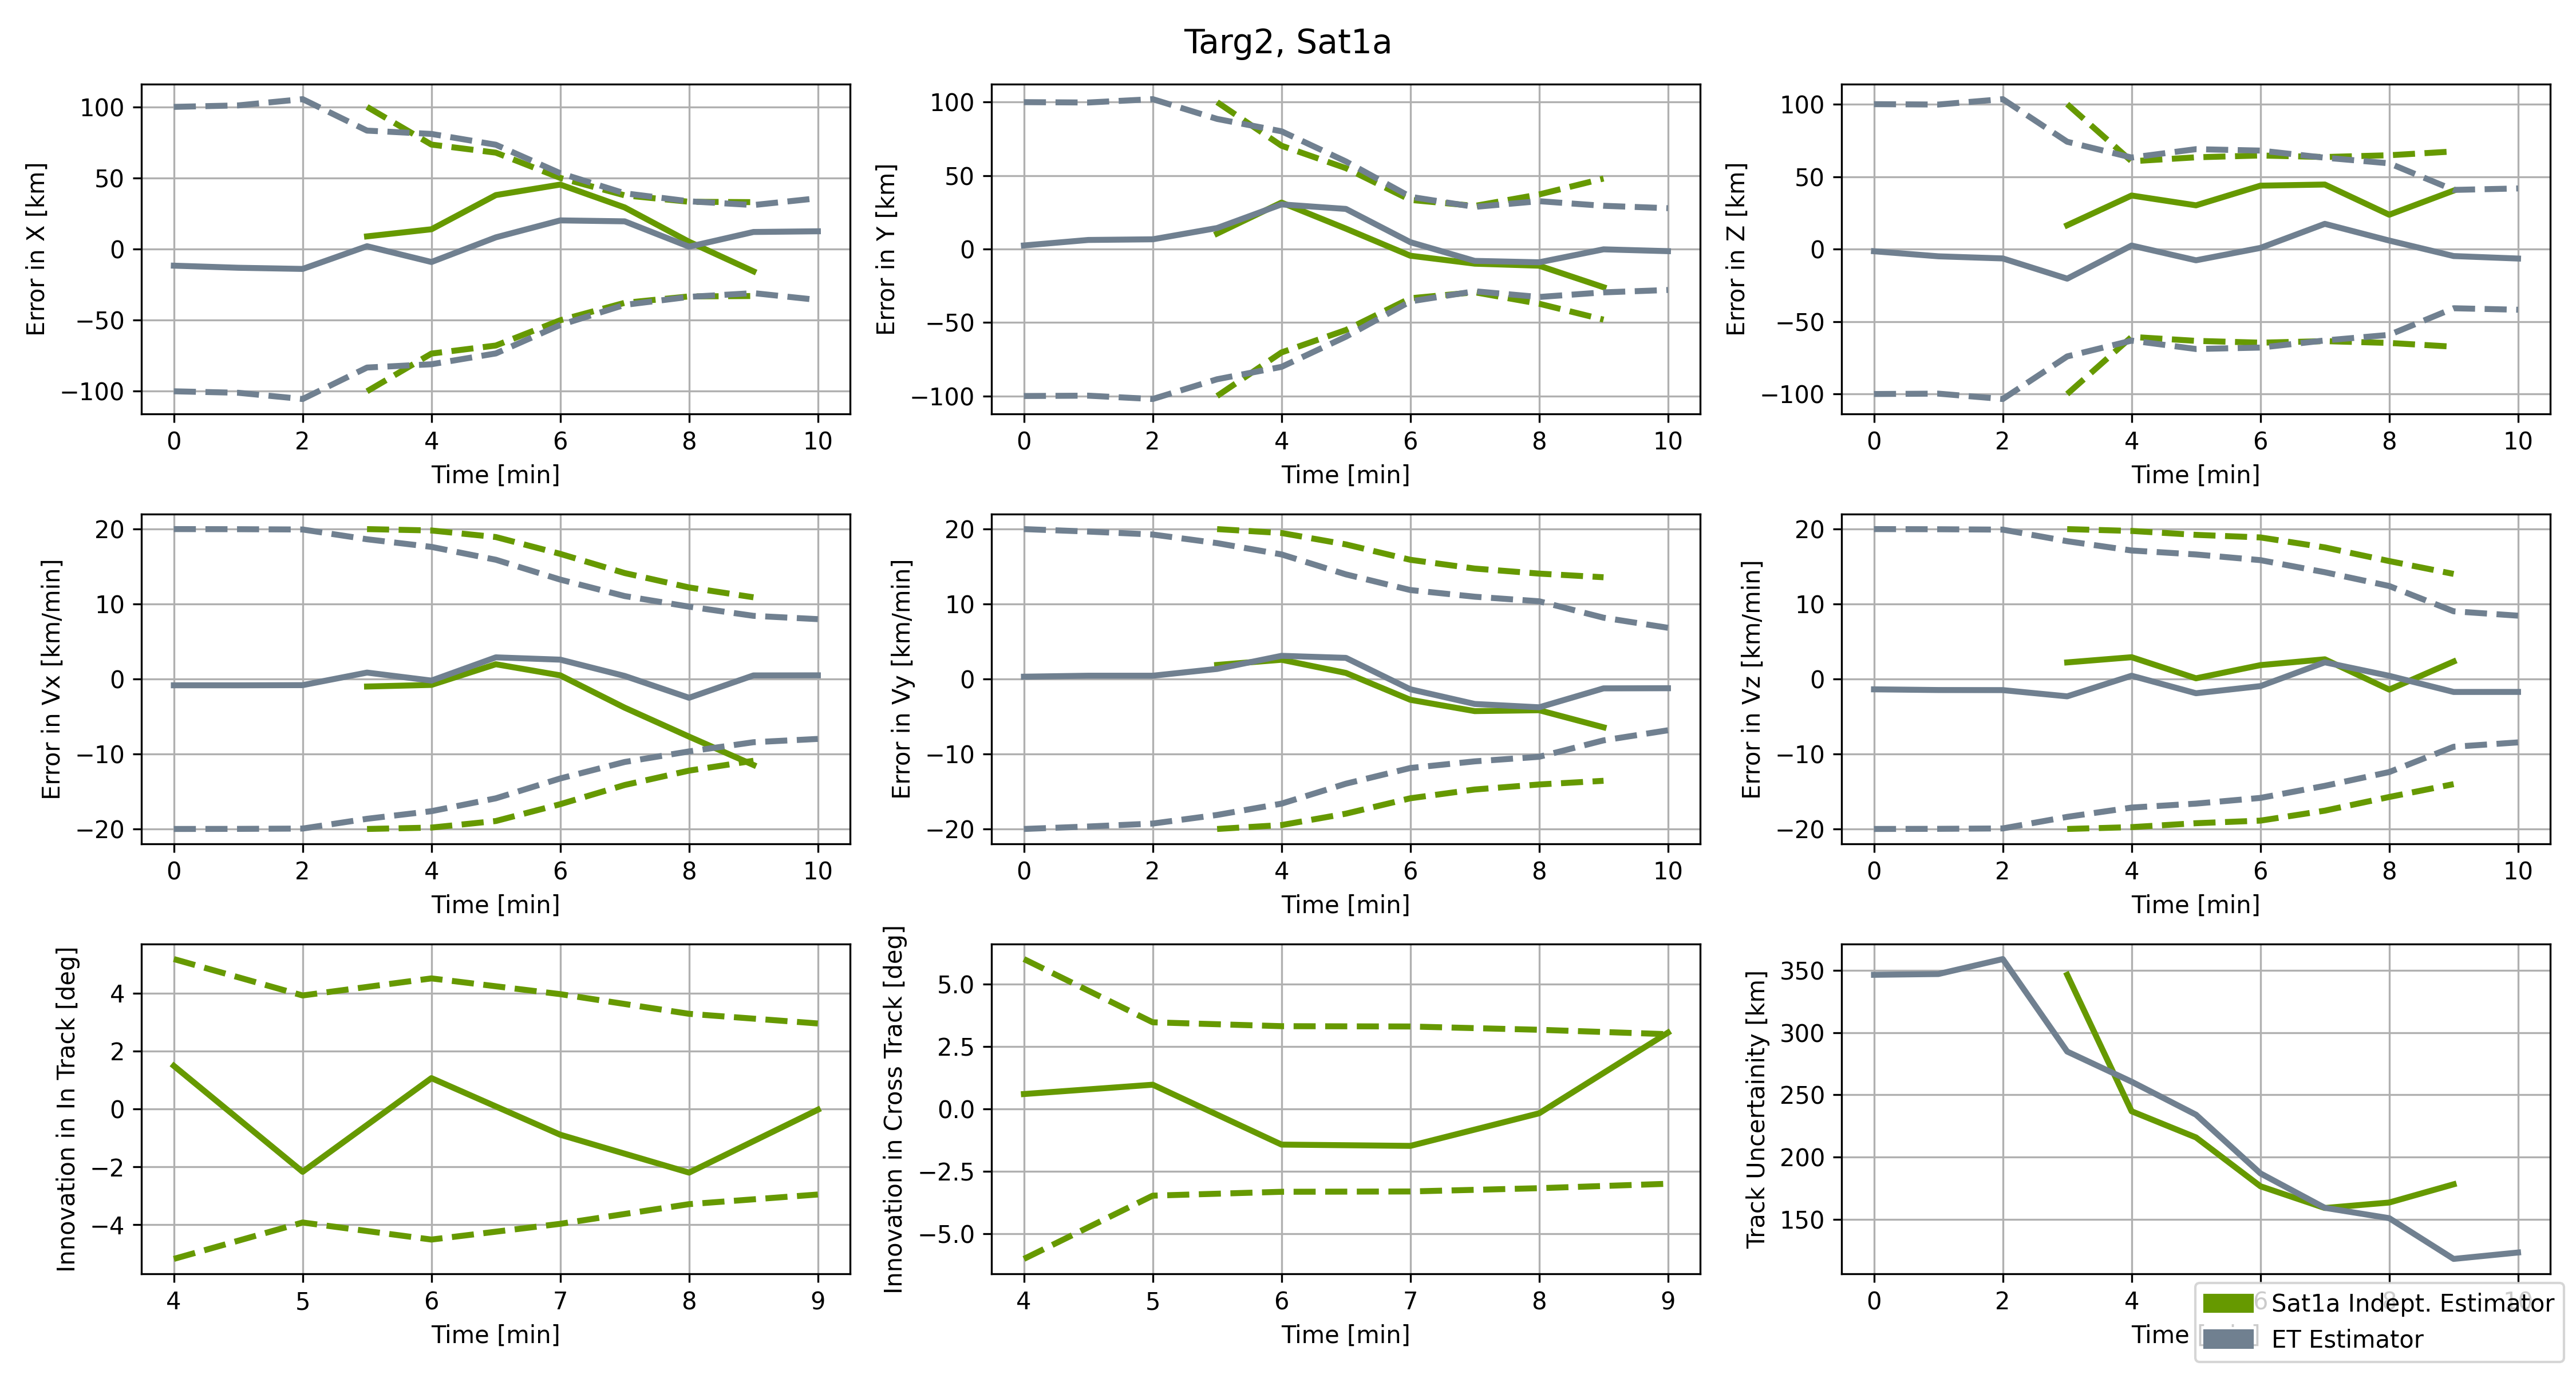 Targ2, Sat1a
Error in X [km]
100
50
0
−50
−100
0 2 4 6 8 10
Time [min]
Error in Y [km]
100
50
0
−50
−100
0 2 4 6 8 10
Time [min]
Error in Z [km]
100
50
0
−50
−100
0 2 4 6 8 10
Time [min]
Error in Vx [km/min]
20
10
0
−10
−20
0 2 4 6 8 10
Time [min]
Error in Vy [km/min]
20
10
0
−10
−20
0 2 4 6 8 10
Time [min]
Error in Vz [km/min]
20
10
0
−10
−20
0 2 4 6 8 10
Time [min]
Innovation in In Track [deg]
4
2
0
−2
−4
4 5 6 7 8 9
Time [min]
Innovation in Cross Track [deg]
5.0
2.5
0.0
−2.5
−5.0
4 5 6 7 8 9
Time [min]
Track Uncertainity [km]
350
300
250
200
150
0 2 4 6 8 10
Time
Sat1a Indept. Estimator
ET Estimator